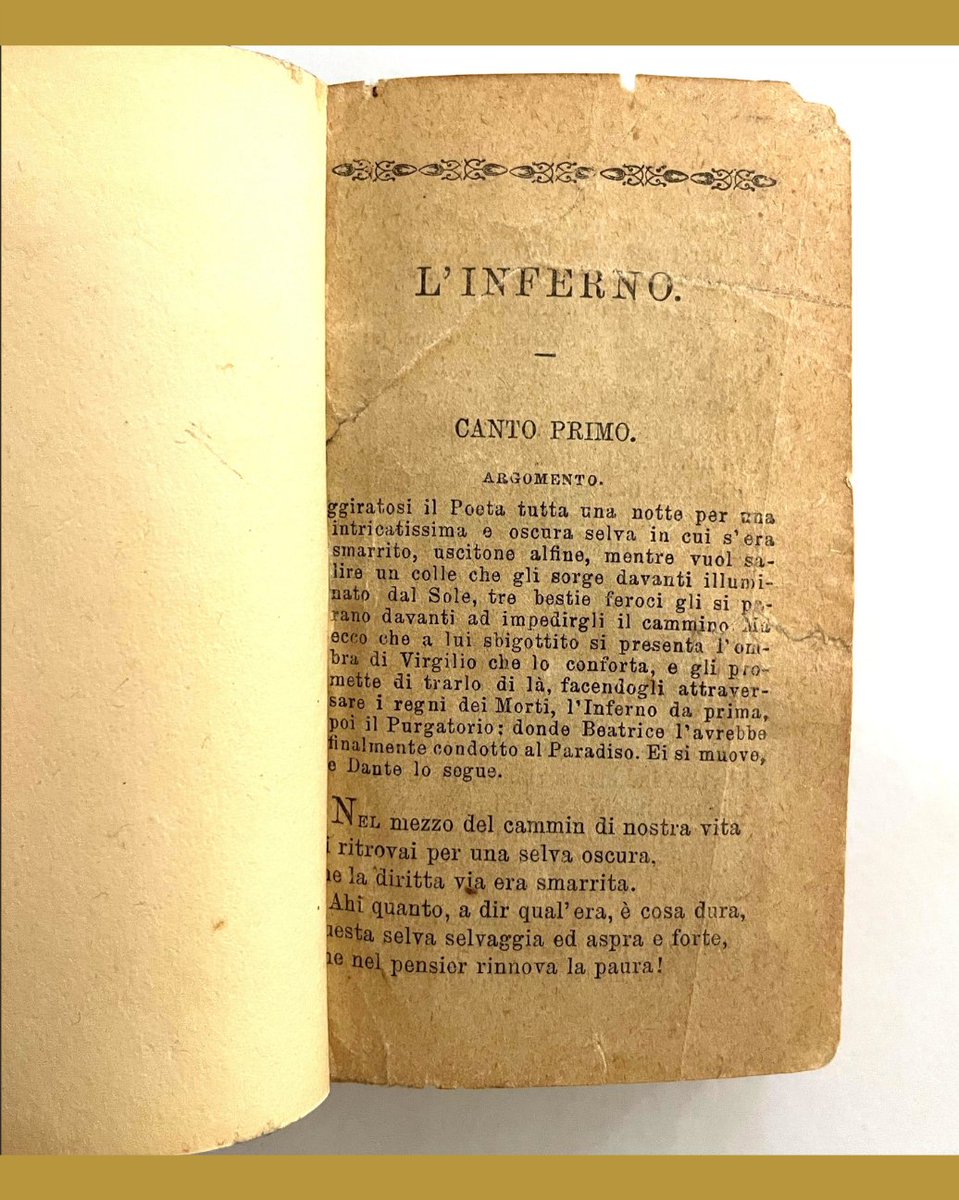 L'INFERNO.
CANTO PRIMO.
ARGOMENTO.
ggiratosi il Poeta tutta una notte per una
intricatissima e oscura selva in cui s'era
smarrito, uscitone alfine, mentre vuol sa-
lire un colle che gli sorge davanti illumi-
nato dal Sole, tre bestie feroci gli si pa-
rano davanti ad impedirgli il cammino Ma
ecco che a lui sbigottito si presenta l'om-
bra di Virgilio che lo conforta, e gli pro-
mette di trarlo di là, facendogli attraver-
sare i regni dei Morti, l'Inferno da prima,
poi il Purgatorio; donde Beatrice l'avrebbe
finalmente condotto al Paradiso. Ei si muove,
e Dante lo segue.
NEL mezzo del cammin di nostra vita
i ritrovai per una selva oscura,
he la diritta via era smarrita.
Ahi quanto, a dir qual'era, è cosa dura,
uesta selva selvaggia ed aspra e forte,
he nel pensier rinnova la paura!